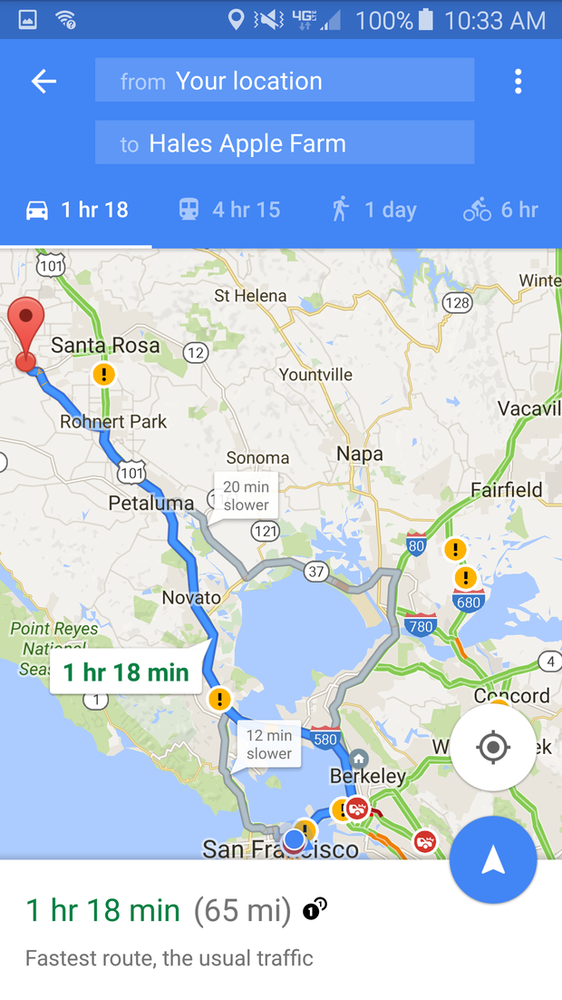 4G LTE 100% 10:33 AM
from Your location
to Hales Apple Farm
1 hr 18 4 hr 15 1 day 6 hr
101
St Helena
Winte
128
Santa Rosa
12
Yountville
Vacavil
Rohnert Park
Sonoma
Napa
101
20 min
slower
Petaluma
Fairfield
121
80
37
Novato
680
780
Point Reyes
National
Seas
1 hr 18 min
4
1
Concord
12 min
slower
580
W
ek
Berkeley
San Francisco
1 hr 18 min (65 mi)
Fastest route, the usual traffic